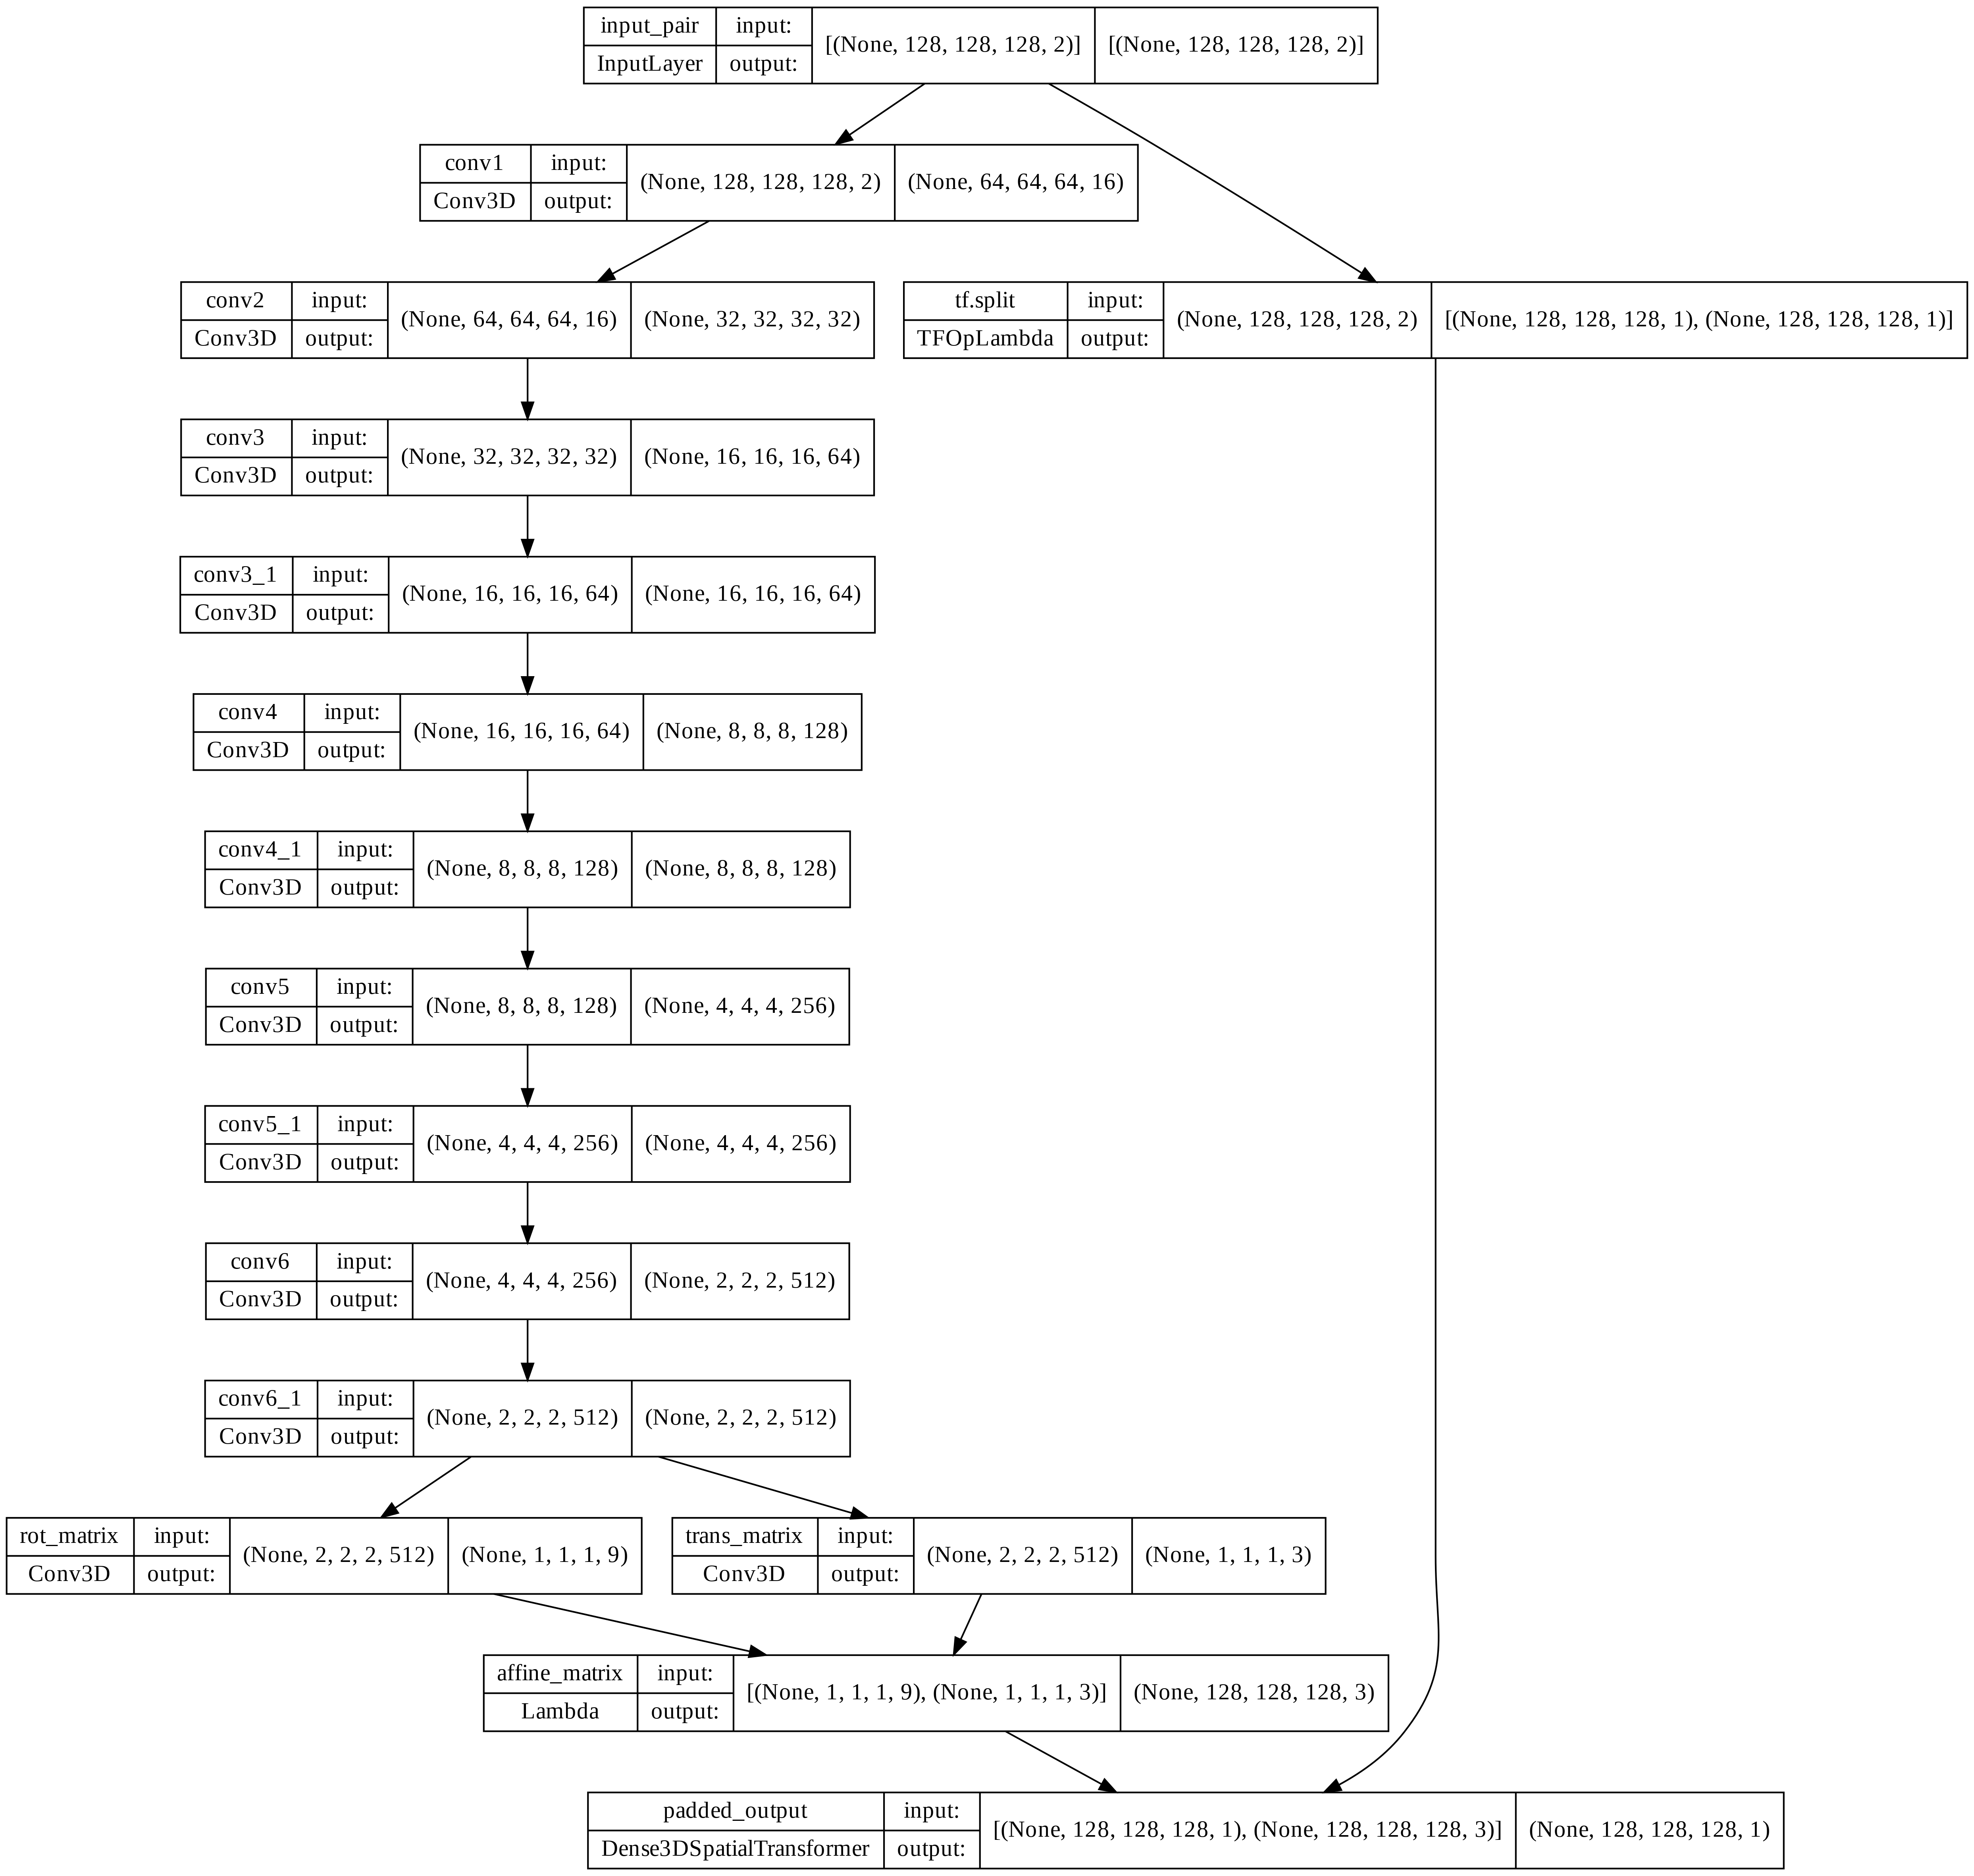 input_pair input: [(None, 128, 128, 128, 2)] [(None, 128, 128, 128, 2)]
InputLayer output:
conv1 input: (None, 128, 128, 128, 2) (None, 64, 64, 64, 16)
Conv3D output:
conv2 input: (None, 64, 64, 64, 16) (None, 32, 32, 32, 32)
Conv3D output:
tf.split input: (None, 128, 128, 128, 2) [(None, 128, 128, 128, 1), (None, 128, 128, 128, 1)]
TFOpLambda output:
conv3 input: (None, 32, 32, 32, 32) (None, 16, 16, 16, 64)
Conv3D output:
conv3_1 input: (None, 16, 16, 16, 64) (None, 16, 16, 16, 64)
Conv3D output:
conv4 input: (None, 16, 16, 16, 64) (None, 8, 8, 8, 128)
Conv3D output:
conv4_1 input: (None, 8, 8, 8, 128) (None, 8, 8, 8, 128)
Conv3D output:
conv5 input: (None, 8, 8, 8, 128) (None, 4, 4, 4, 256)
Conv3D output:
conv5_1 input: (None, 4, 4, 4, 256) (None, 4, 4, 4, 256)
Conv3D output:
conv6 input: (None, 4, 4, 4, 256) (None, 2, 2, 2, 512)
Conv3D output:
conv6_1 input: (None, 2, 2, 2, 512) (None, 2, 2, 2, 512)
Conv3D output:
rot_matrix input: (None, 2, 2, 2, 512) (None, 1, 1, 1, 9)
Conv3D output:
trans_matrix input: (None, 2, 2, 2, 512) (None, 1, 1, 1, 3)
Conv3D output:
affine_matrix input: [(None, 1, 1, 1, 9), (None, 1, 1, 1, 3)] (None, 128, 128, 128, 3)
Lambda output:
padded_output input: [(None, 128, 128, 128, 1), (None, 128, 128, 128, 3)] (None, 128, 128, 128, 1)
Dense3DSpatialTransformer output: